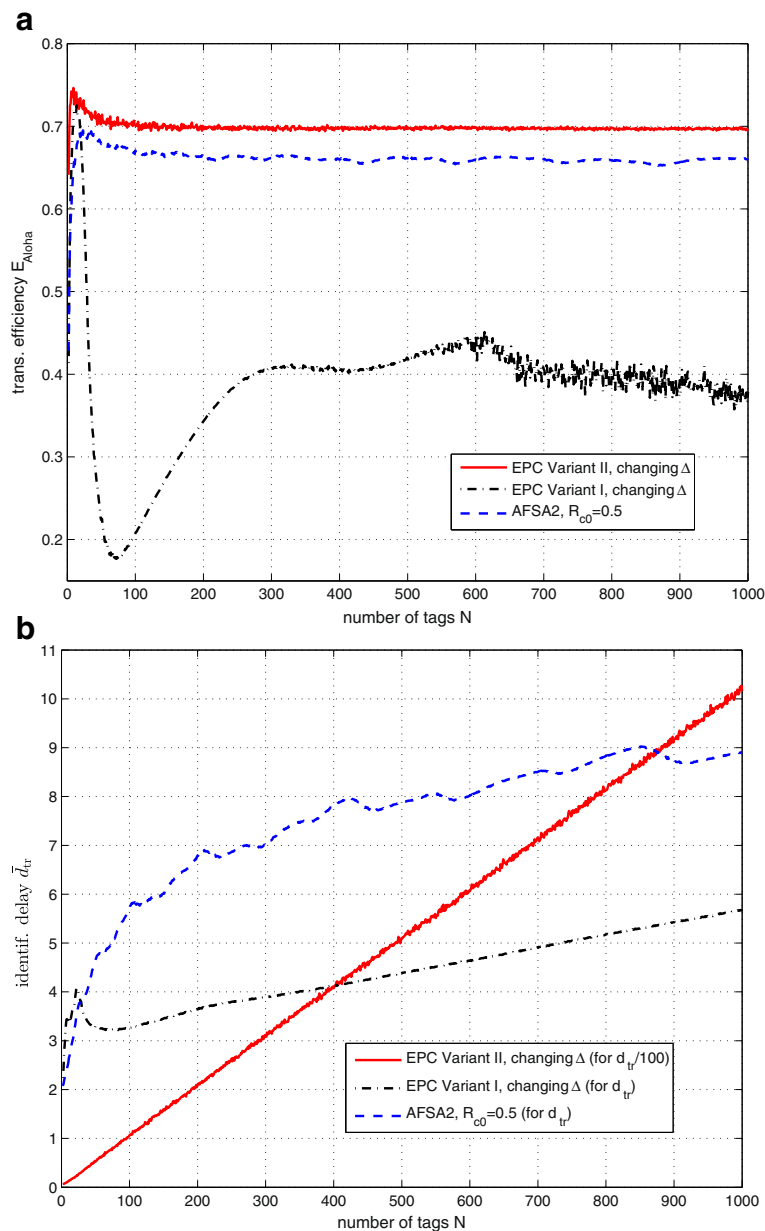 a
0.8
0.7
0.6
0.5
0.4
0.3
0.2
trans. efficiency E_Aloha
EPC Variant II, changing Δ
EPC Variant I, changing Δ
AFSA2, R_c0=0.5
0 100 200 300 400 500 600 700 800 900 1000
number of tags N
b
11
10
9
8
7
6
5
4
3
2
1
0
identif. delay d̄_tr
EPC Variant II, changing Δ (for d_tr/100)
EPC Variant I, changing Δ (for d_tr)
AFSA2, R_c0=0.5 (for d_tr)
0 100 200 300 400 500 600 700 800 900 1000
number of tags N